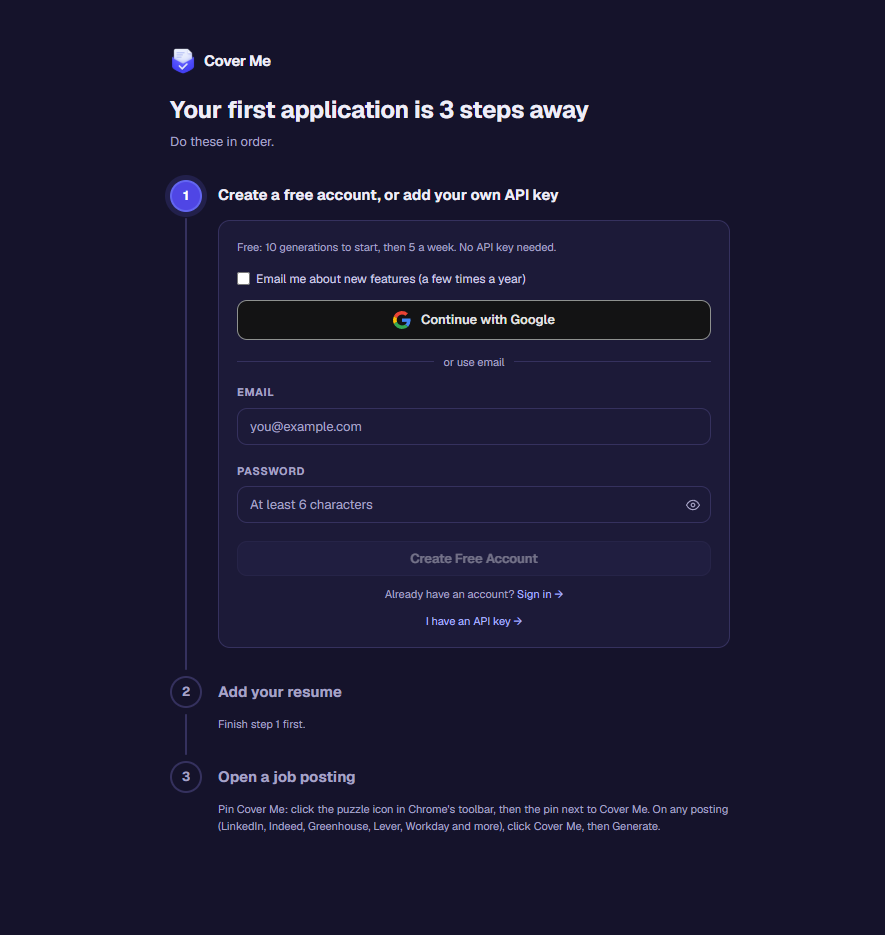 Cover Me
Your first application is 3 steps away
Do these in order.
1
Create a free account, or add your own API key
Free: 10 generations to start, then 5 a week. No API key needed.
Email me about new features (a few times a year)
Continue with Google
or use email
EMAIL
you@example.com
PASSWORD
At least 6 characters
Create Free Account
Already have an account? Sign in →
I have an API key →
2
Add your resume
Finish step 1 first.
3
Open a job posting
Pin Cover Me: click the puzzle icon in Chrome's toolbar, then the pin next to Cover Me. On any posting
(LinkedIn, Indeed, Greenhouse, Lever, Workday and more), click Cover Me, then Generate.